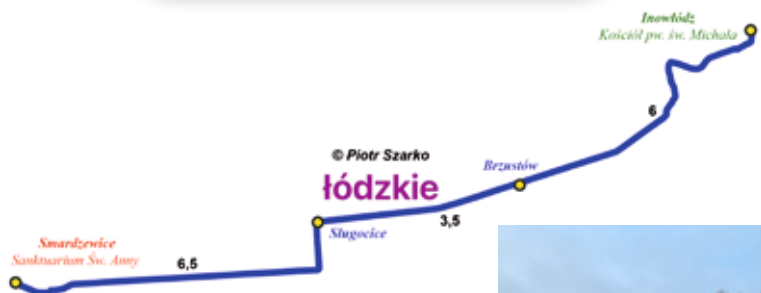 Inowłódz
Kościół pw. św. Michała
6
© Piotr Szarko
Brzustów
łódzkie
3,5
Sługocice
Smardzewice
Sanktuarium Św. Anny
6,5